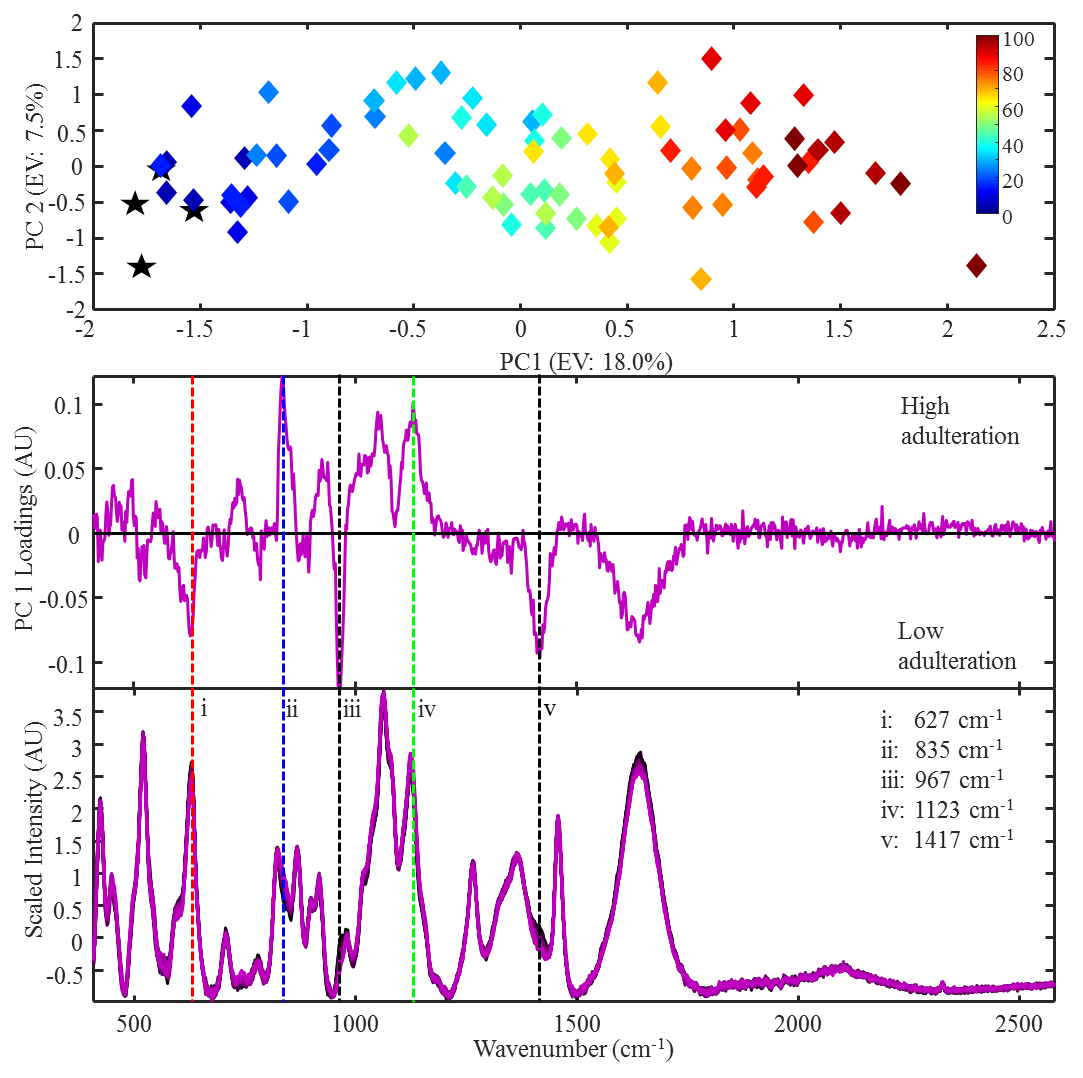 2
1.5
1
0.5
0
-0.5
-1
-1.5
-2
PC 2 (EV: 7.5%)
100
80
60
40
20
0
-2 -1.5 -1 -0.5 0 0.5 1 1.5 2 2.5
PC1 (EV: 18.0%)
0.1
0.05
0
-0.05
-0.1
PC 1 Loadings (AU)
High
adulteration
Low
adulteration
i ii iii iv v
3.5
3
2.5
2
1.5
1
0.5
0
-0.5
Scaled Intensity (AU)
i: 627 cm-1
ii: 835 cm-1
iii: 967 cm-1
iv: 1123 cm-1
v: 1417 cm-1
500 1000 1500 2000 2500
Wavenumber (cm-1)